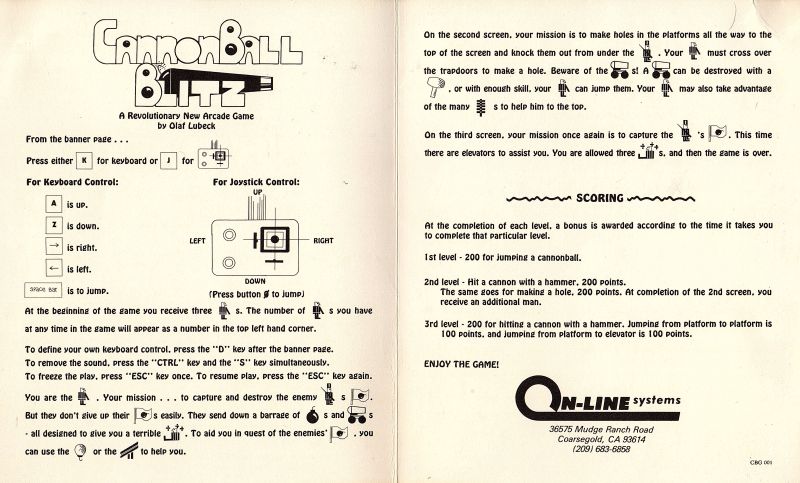 CANNONBALL
BLITZ
A Revolutionary New Arcade Game
by Olaf Lubeck
From the banner page . . .
Press either K for keyboard or J for
For Keyboard Control:
A is up.
Z is down.
→ is right.
← is left.
SPACE BAR is to jump.
For Joystick Control:
UP
LEFT
RIGHT
DOWN
(Press button Ø to jump)
At the beginning of the game you receive three s. The number of s you have
at any time in the game will appear as a number in the top left hand corner.
To define your own keyboard control, press the "D" key after the banner page.
To remove the sound, press the "CTRL" key and the "S" key simultaneously.
To freeze the play, press "ESC" key once. To resume play, press the "ESC" key again.
You are the . Your mission . . . to capture and destroy the enemy s .
But they don't give up their s easily. They send down a barrage of s and s
- all designed to give you a terrible . To aid you in quest of the enemies' , you
can use the or the to help you.
On the second screen, your mission is to make holes in the platforms all the way to the
top of the screen and knock them out from under the . Your must cross over
the trapdoors to make a hole. Beware of the s! A can be destroyed with a
, or with enough skill, your can jump them. Your may also take advantage
of the many s to help him to the top.
On the third screen, your mission once again is to capture the 's . This time
there are elevators to assist you. You are allowed three s, and then the game is over.
SCORING
At the completion of each level, a bonus is awarded according to the time it takes you
to complete that particular level.
1st level - 200 for jumping a cannonball.
2nd level - Hit a cannon with a hammer, 200 points.
The same goes for making a hole, 200 points. At completion of the 2nd screen, you
receive an additional man.
3rd level - 200 for hitting a cannon with a hammer. Jumping from platform to platform is
100 points, and jumping from platform to elevator is 100 points.
ENJOY THE GAME!
ON-LINE systems
36575 Mudge Ranch Road
Coarsegold, CA 93614
(209) 683-6858
CBG 001